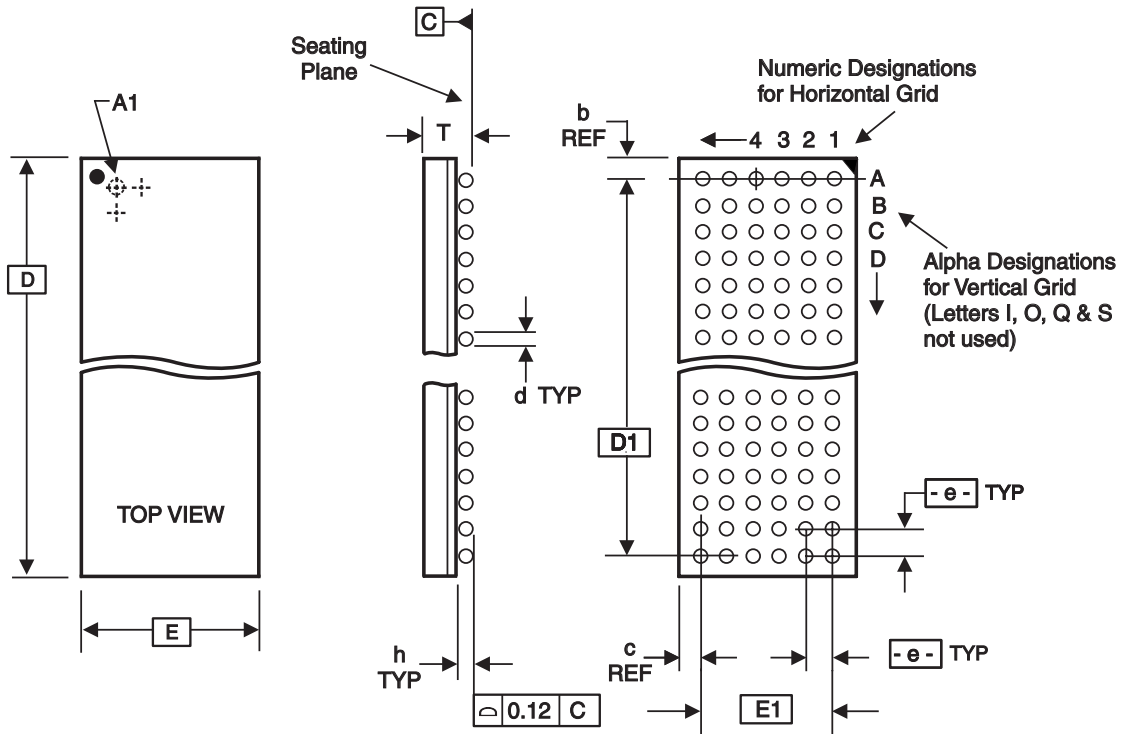 C
Seating
Plane
Numeric Designations
for Horizontal Grid
A1
T
b
REF
4 3 2 1
A
B
C
D
Alpha Designations
for Vertical Grid
(Letters I, O, Q & S
not used)
D
d TYP
D1
- e - TYP
TOP VIEW
E
h
TYP
c
REF
- e - TYP
0.12 C
E1